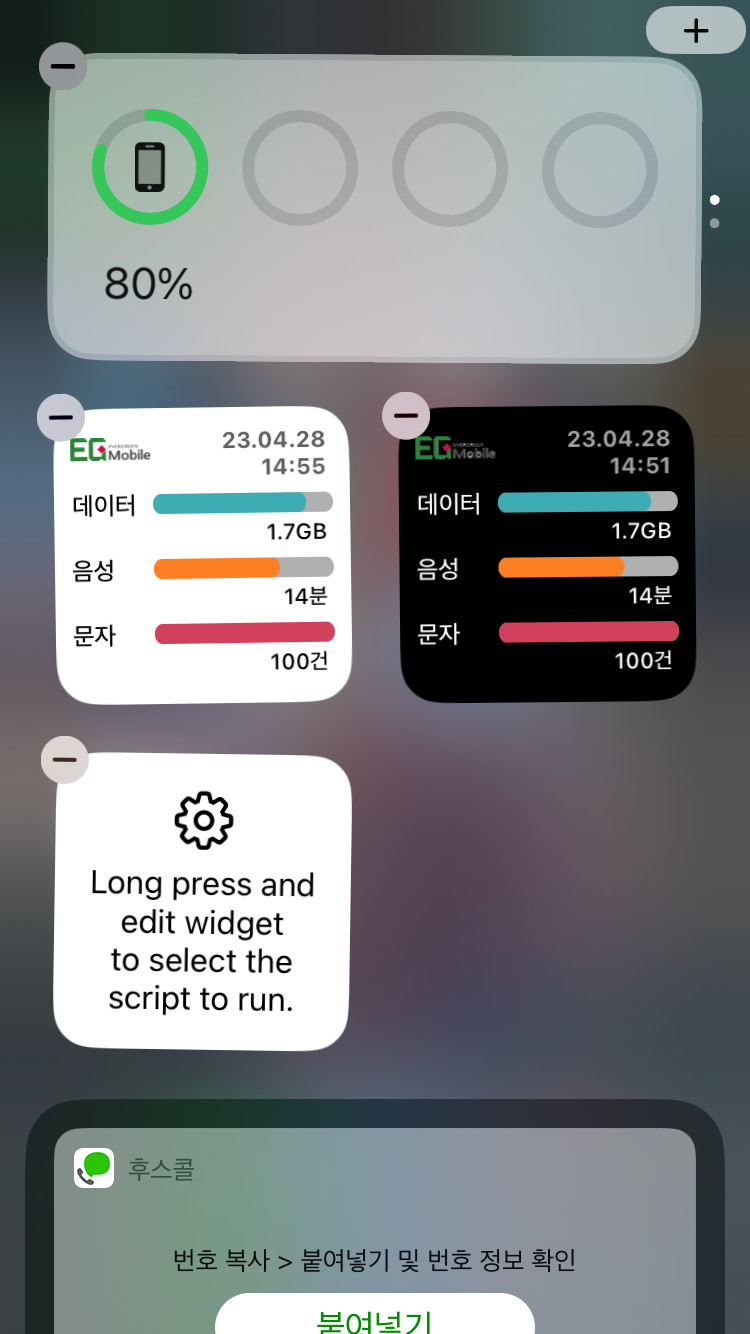 80%
EG EVERGREEN Mobile
23.04.28
14:55
데이터
1.7GB
음성
14분
문자
100건
EG EVERGREEN Mobile
23.04.28
14:51
데이터
1.7GB
음성
14분
문자
100건
Long press and
edit widget
to select the
script to run.
후스콜
번호 복사 > 붙여넣기 및 번호 정보 확인
붙여넣기